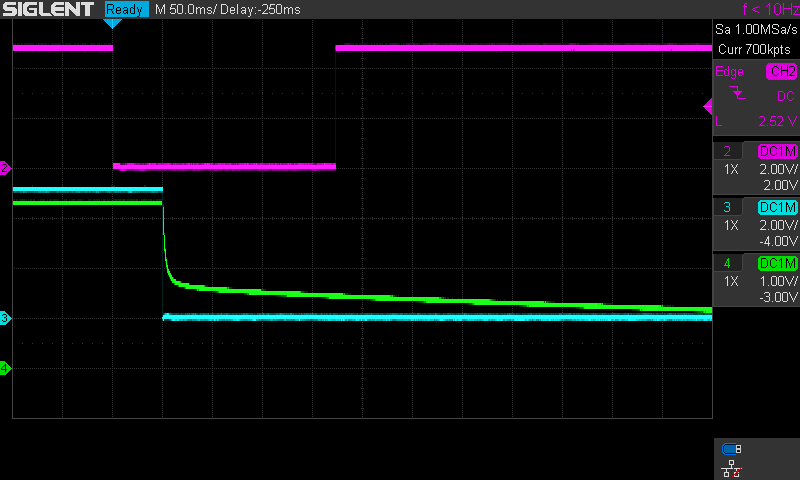 SIGLENT Ready M 50.0ms/ Delay:-250ms f < 10Hz
Sa 1.00MSa/s
Curr 700kpts
Edge CH2
DC
L 2.52 V
2 DC1M
1X 2.00V/
2.00V
3 DC1M
1X 2.00V/
-4.00V
4 DC1M
1X 1.00V/
-3.00V
2
3
4